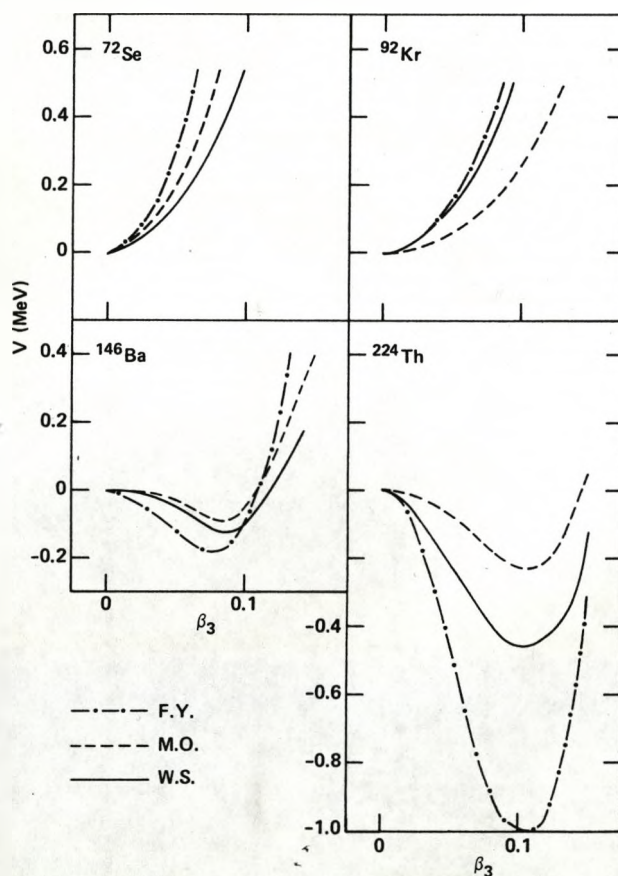 0.6
⁷²Se
⁹²Kr
0.4
0.2
0
V (MeV)
0.4
¹⁴⁶Ba
²²⁴Th
0.2
0
-0.2
0
0.1
β₃
-0.4
-0.6
-0.8
-1.0
0
0.1
β₃
F.Y.
M.O.
W.S.